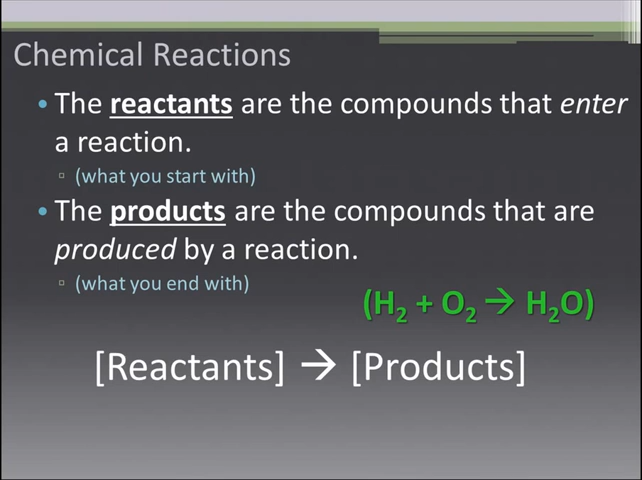 Chemical Reactions
• The reactants are the compounds that enter
a reaction.
▫ (what you start with)
• The products are the compounds that are
produced by a reaction.
▫ (what you end with)
(H₂ + O₂ → H₂O)
[Reactants] → [Products]